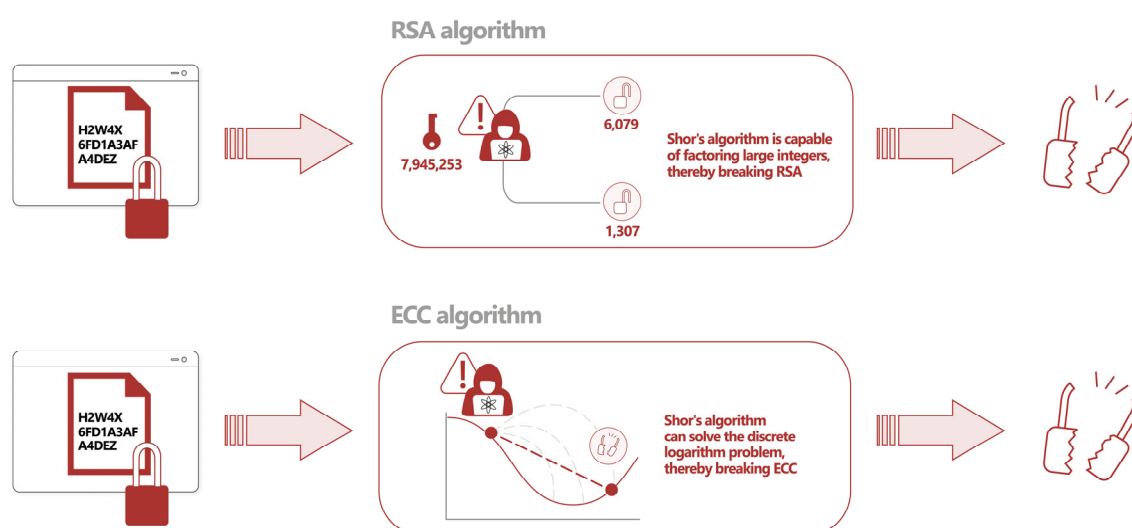 RSA algorithm
H2W4X
6FD1A3AF
A4DEZ
7,945,253
6,079
1,307
Shor's algorithm is capable
of factoring large integers,
thereby breaking RSA
ECC algorithm
H2W4X
6FD1A3AF
A4DEZ
Shor's algorithm
can solve the discrete
logarithm problem,
thereby breaking ECC